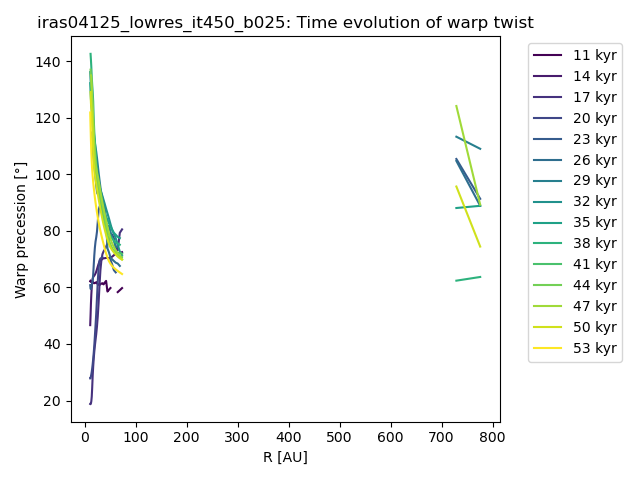 iras04125_lowres_it450_b025: Time evolution of warp twist
Warp precession [°]
140
120
100
80
60
40
20
0
100
200
300
400
500
600
700
800
R [AU]
11 kyr
14 kyr
17 kyr
20 kyr
23 kyr
26 kyr
29 kyr
32 kyr
35 kyr
38 kyr
41 kyr
44 kyr
47 kyr
50 kyr
53 kyr